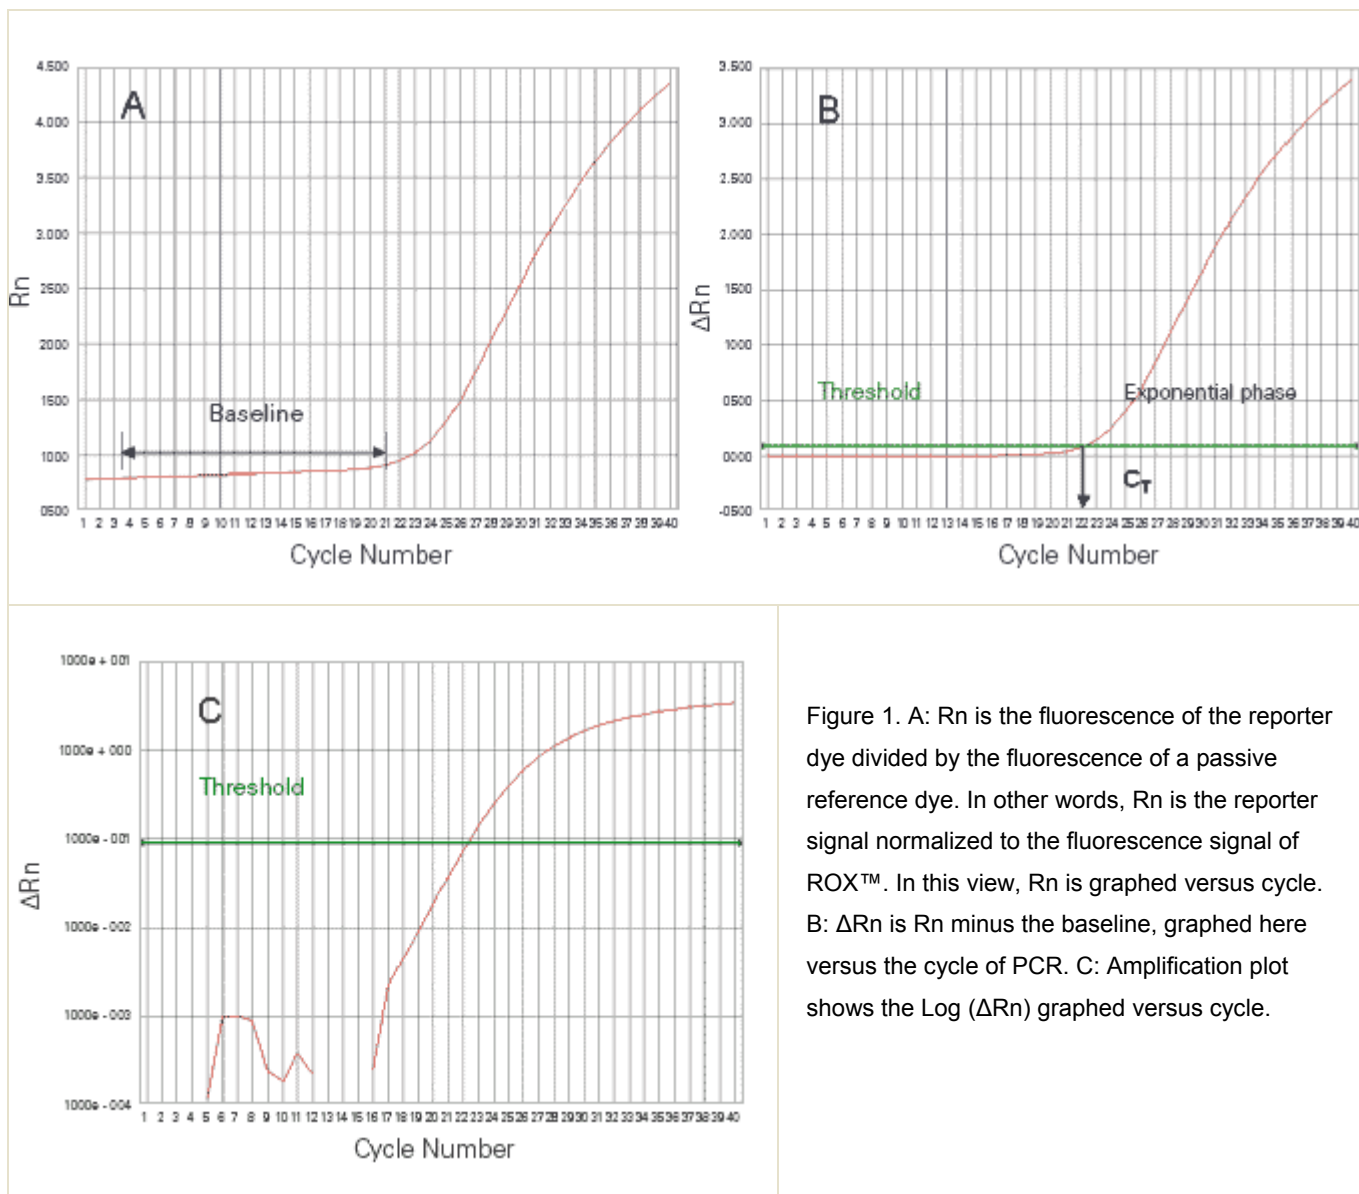 4.500
4.000
3.500
3.000
2500
2000
1500
1000
0500
Rn
A
Baseline
1 2 3 4 5 6 7 8 9 10 11 12 13 14 15 16 17 18 19 20 21 22 23 24 25 26 27 28 29 30 31 32 33 34 35 36 37 38 39 40
Cycle Number
3.500
3.000
2.500
2.000
1500
1000
0500
0000
-0500
ΔRn
B
Threshold
Exponential phase
CT
1 2 3 4 5 6 7 8 9 10 11 12 13 14 15 16 17 18 19 20 21 22 23 24 25 26 27 28 29 30 31 32 33 34 35 36 37 38 39 40
Cycle Number
1000e + 001
1000e + 000
1000e - 001
1000e - 002
1000e - 003
1000e - 004
ΔRn
C
Threshold
1 2 3 4 5 6 7 8 9 10 11 12 13 14 15 16 17 18 19 20 21 22 23 24 25 26 27 28 29 30 31 32 33 34 35 36 37 38 39 40
Cycle Number
Figure 1. A: Rn is the fluorescence of the reporter
dye divided by the fluorescence of a passive
reference dye. In other words, Rn is the reporter
signal normalized to the fluorescence signal of
ROX™. In this view, Rn is graphed versus cycle.
B: ΔRn is Rn minus the baseline, graphed here
versus the cycle of PCR. C: Amplification plot
shows the Log (ΔRn) graphed versus cycle.